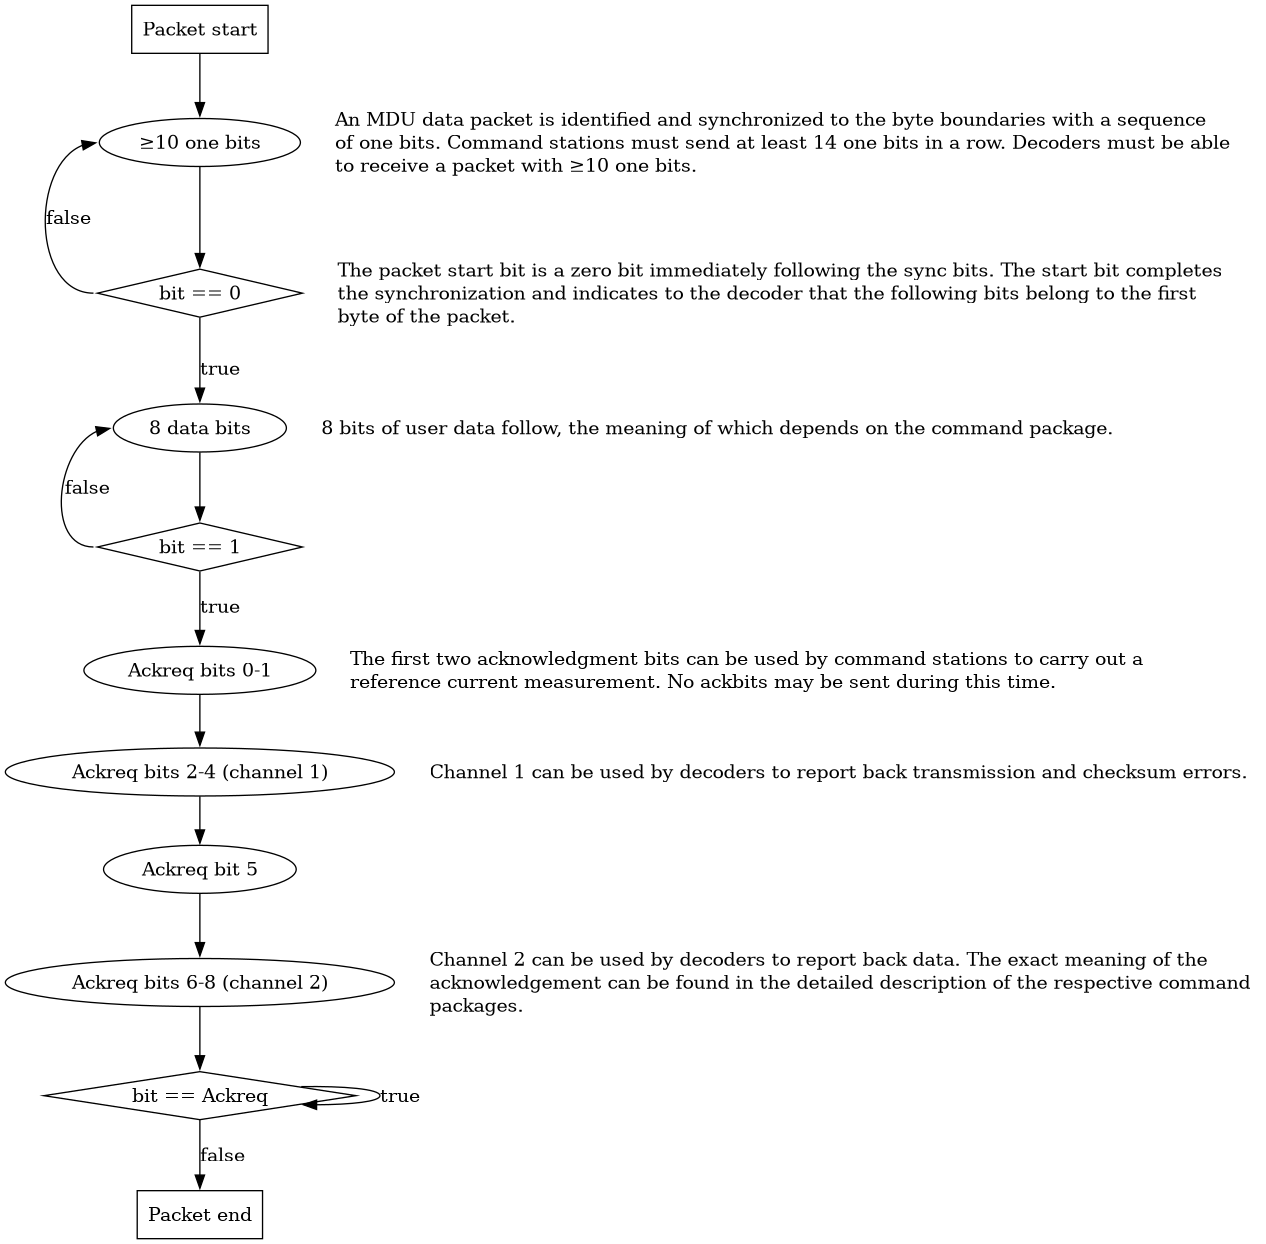 Packet start
≥10 one bits
An MDU data packet is identified and synchronized to the byte boundaries with a sequence
of one bits. Command stations must send at least 14 one bits in a row. Decoders must be able
to receive a packet with ≥10 one bits.
false
bit == 0
The packet start bit is a zero bit immediately following the sync bits. The start bit completes
the synchronization and indicates to the decoder that the following bits belong to the first
byte of the packet.
true
8 data bits
8 bits of user data follow, the meaning of which depends on the command package.
false
bit == 1
true
Ackreq bits 0-1
The first two acknowledgment bits can be used by command stations to carry out a
reference current measurement. No ackbits may be sent during this time.
Ackreq bits 2-4 (channel 1)
Channel 1 can be used by decoders to report back transmission and checksum errors.
Ackreq bit 5
Ackreq bits 6-8 (channel 2)
Channel 2 can be used by decoders to report back data. The exact meaning of the
acknowledgement can be found in the detailed description of the respective command
packages.
bit == Ackreq
true
false
Packet end